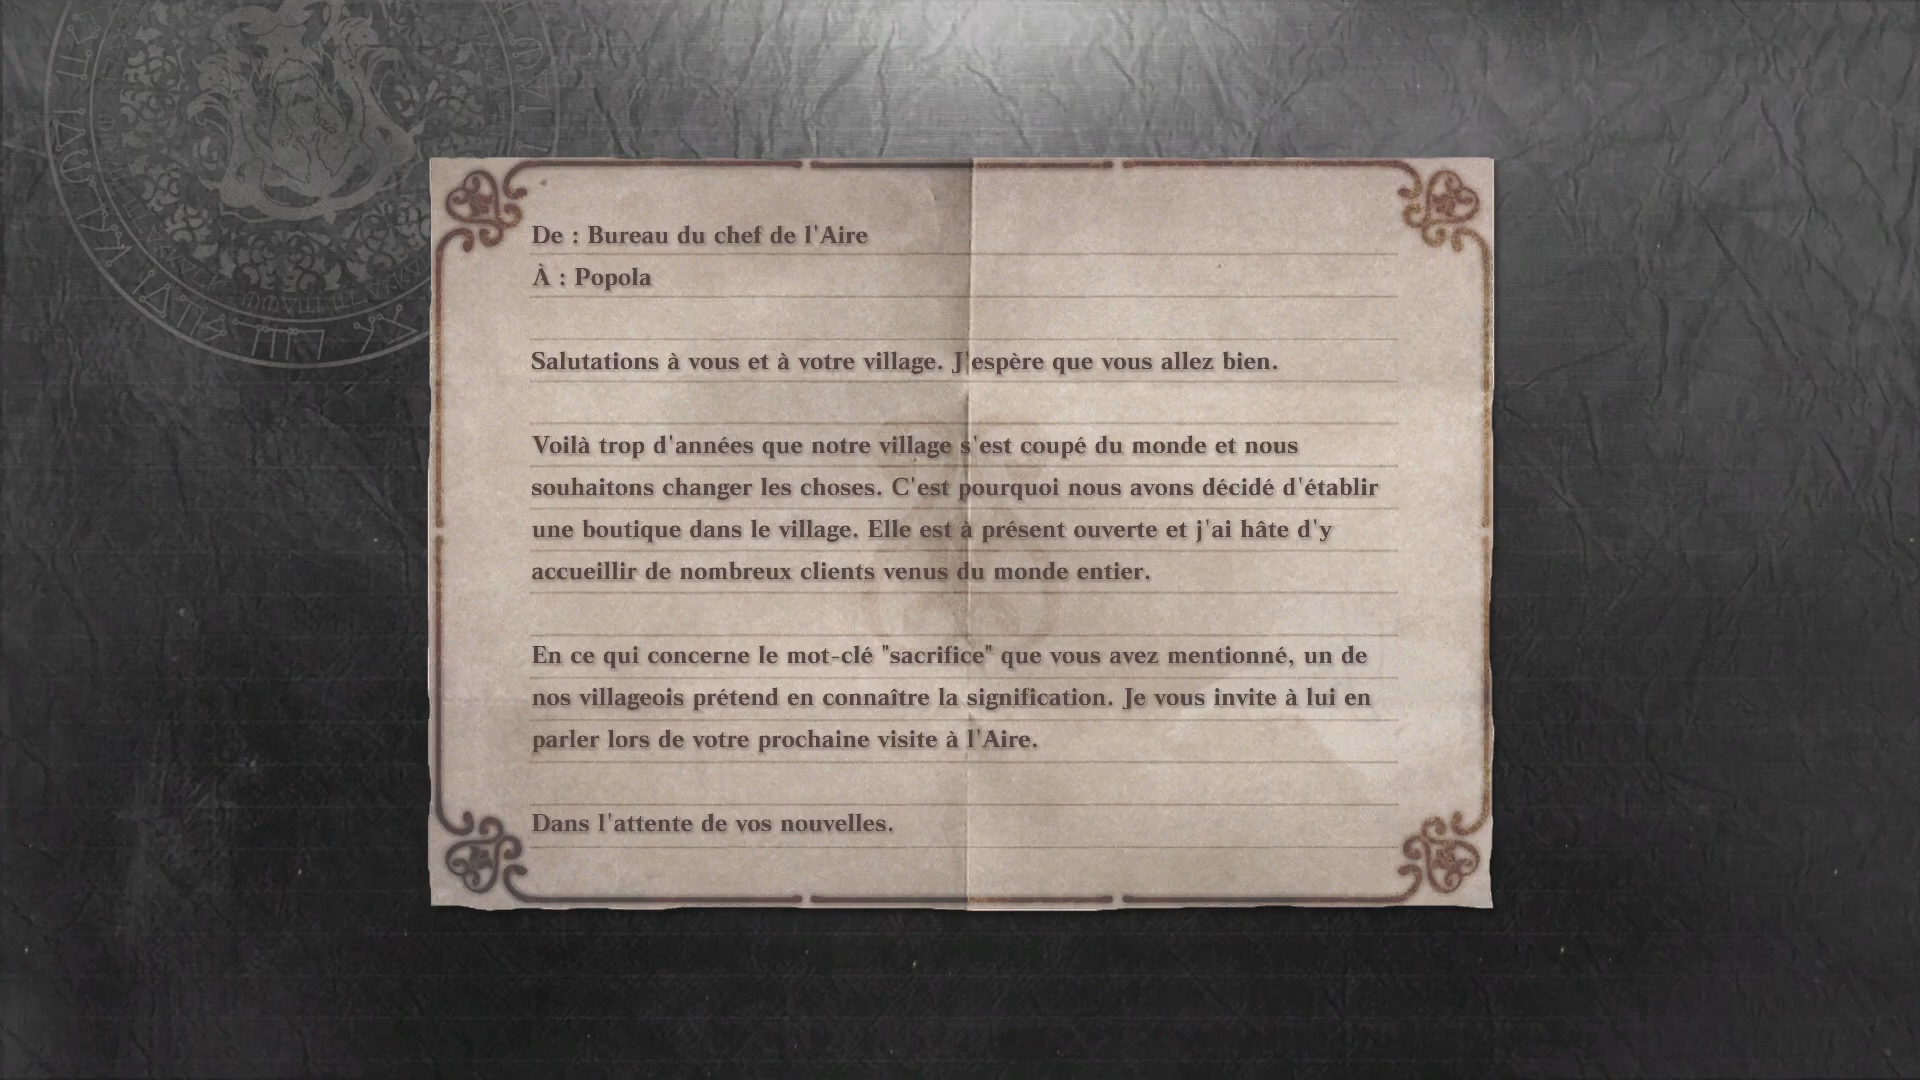 De : Bureau du chef de l'Aire
À : Popola
Salutations à vous et à votre village. J'espère que vous allez bien.
Voilà trop d'années que notre village s'est coupé du monde et nous
souhaitons changer les choses. C'est pourquoi nous avons décidé d'établir
une boutique dans le village. Elle est à présent ouverte et j'ai hâte d'y
accueillir de nombreux clients venus du monde entier.
En ce qui concerne le mot-clé "sacrifice" que vous avez mentionné, un de
nos villageois prétend en connaître la signification. Je vous invite à lui en
parler lors de votre prochaine visite à l'Aire.
Dans l'attente de vos nouvelles.